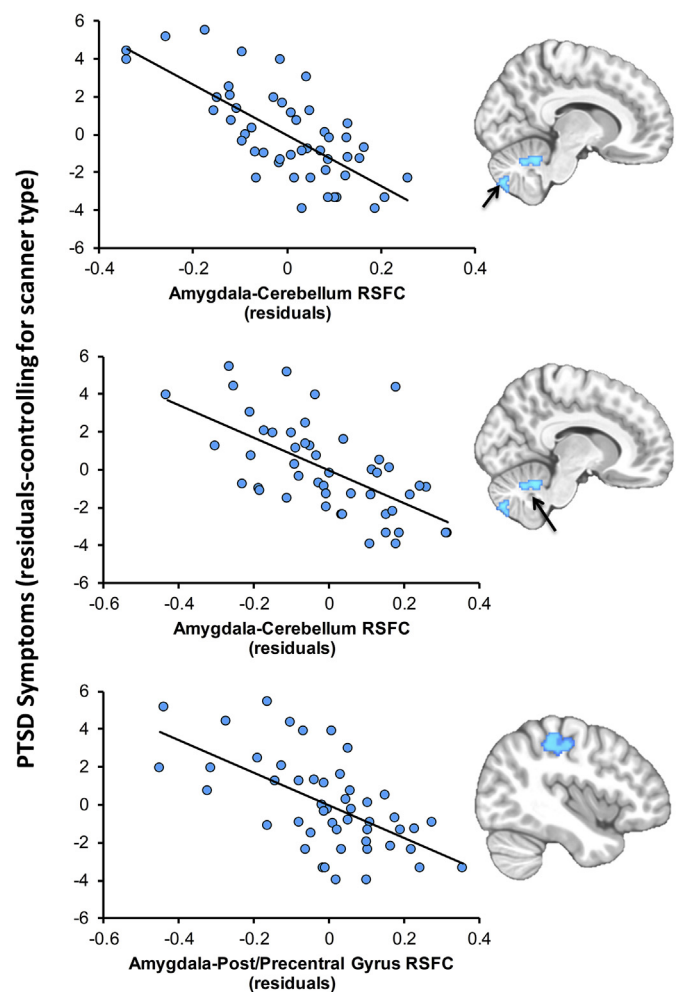 PTSD Symptoms (residuals-controlling for scanner type)
6
4
2
0
-2
-4
-6
-0.4 -0.2 0 0.2 0.4
Amygdala-Cerebellum RSFC
(residuals)
6
4
2
0
-2
-4
-6
-0.6 -0.4 -0.2 0 0.2 0.4
Amygdala-Cerebellum RSFC
(residuals)
6
4
2
0
-2
-4
-6
-0.6 -0.4 -0.2 0 0.2 0.4
Amygdala-Post/Precentral Gyrus RSFC
(residuals)